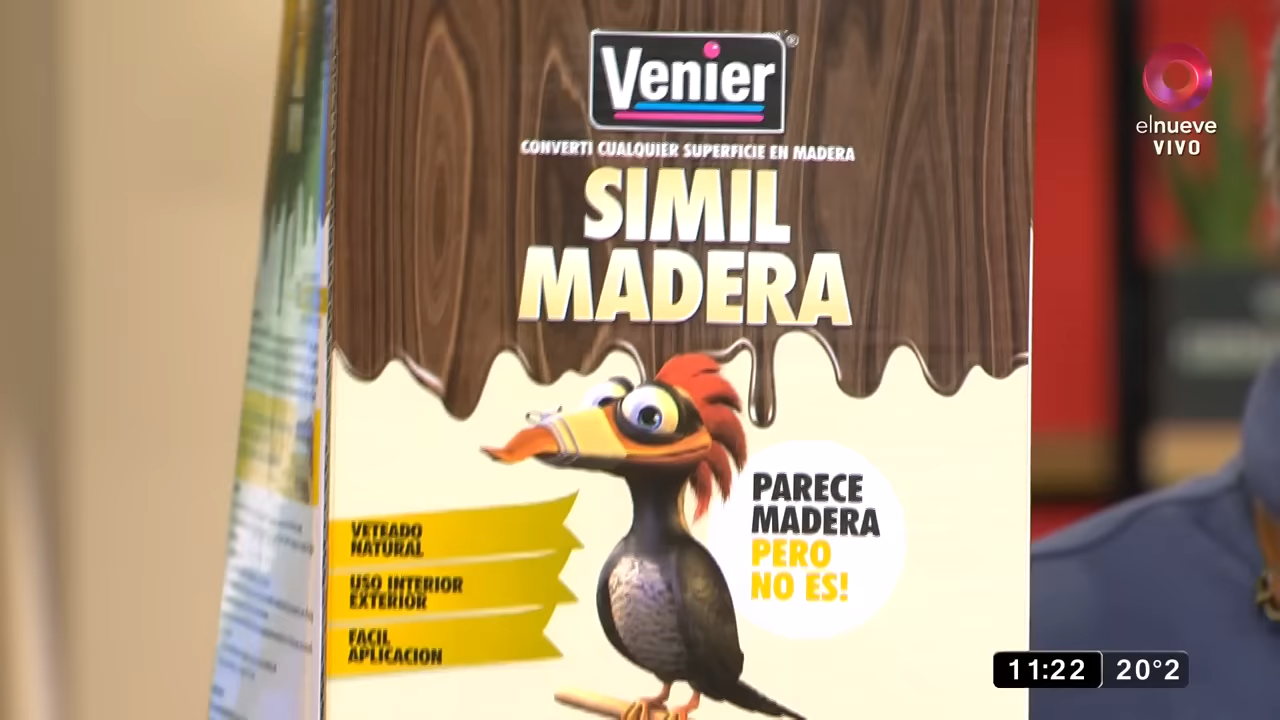 Venier
®
CONVERTI CUALQUIER SUPERFICIE EN MADERA
SIMIL
MADERA
PARECE
MADERA
PERO
NO ES!
VETEADO
NATURAL
USO INTERIOR
EXTERIOR
FACIL
APLICACION
elnueve
VIVO
11:22 20°2